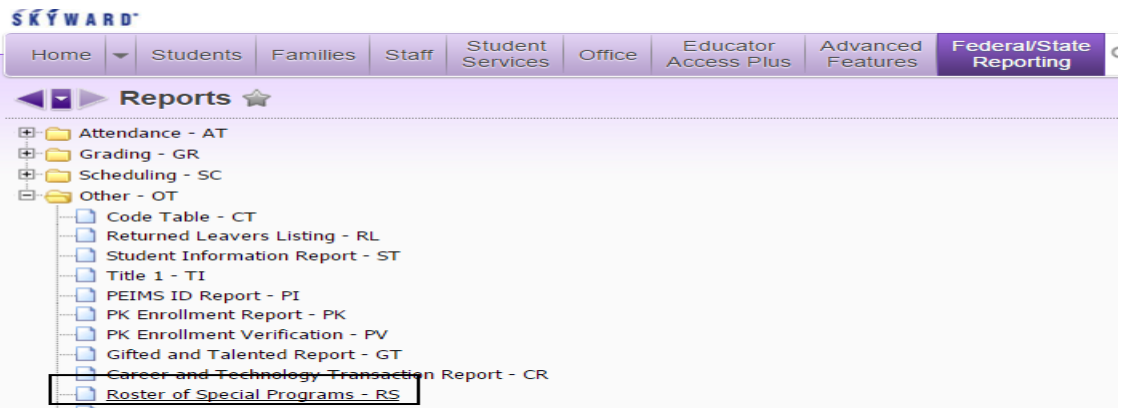 SKYWARD
Home Students Families Staff Student Services Office Educator Access Plus Advanced Features Federal/State Reporting
Reports
Attendance - AT
Grading - GR
Scheduling - SC
Other - OT
Code Table - CT
Returned Leavers Listing - RL
Student Information Report - ST
Title 1 - TI
PEIMS ID Report - PI
PK Enrollment Report - PK
PK Enrollment Verification - PV
Gifted and Talented Report - GT
Career and Technology Transaction Report - CR
Roster of Special Programs - RS